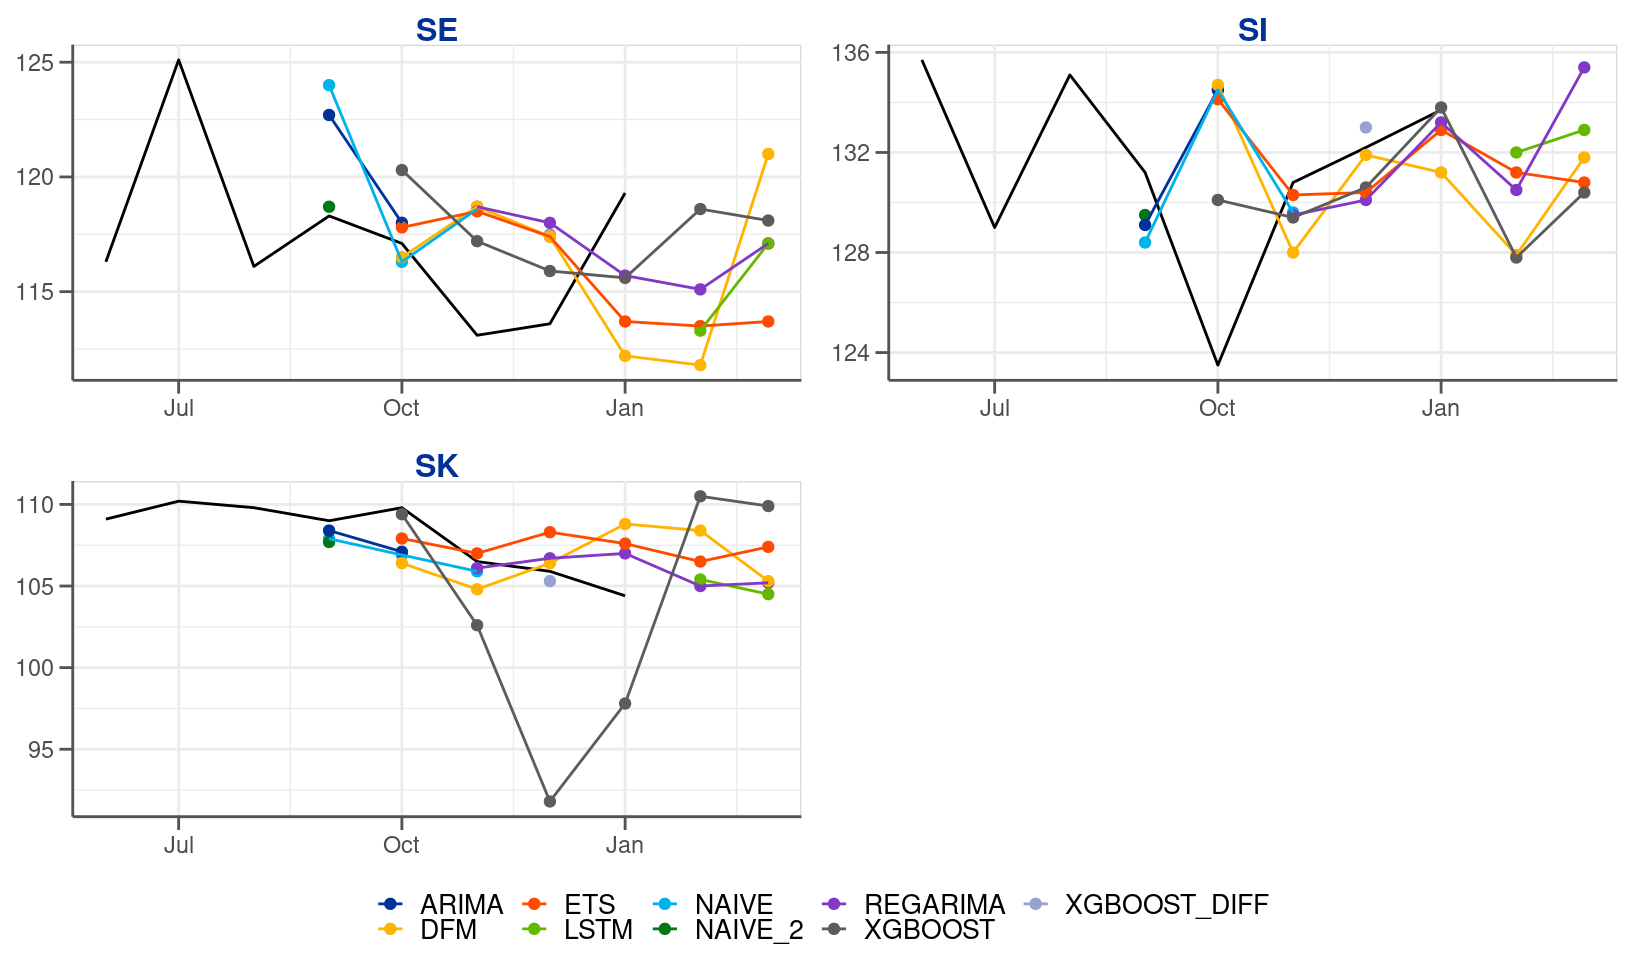 SE
SI
125
120
115
Jul Oct Jan
136
132
128
124
Jul Oct Jan
SK
110
105
100
95
Jul Oct Jan
ARIMA ETS NAIVE REGARIMA XGBOOST_DIFF
DFM LSTM NAIVE_2 XGBOOST